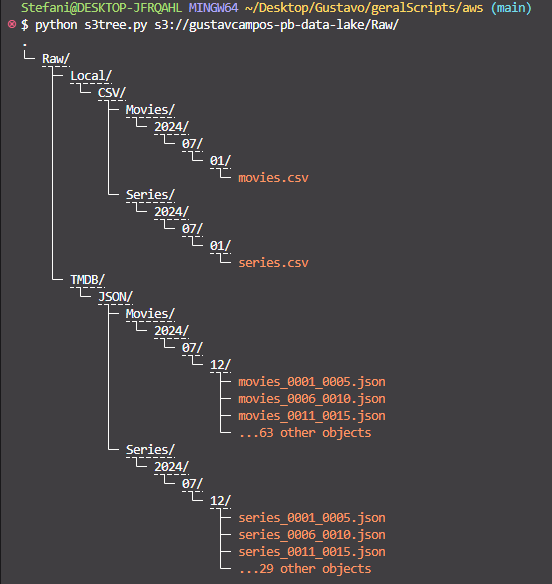 Stefani@DESKTOP-JFRQAHL MINGW64 ~/Desktop/Gustavo/geralScripts/aws (main)
$ python s3tree.py s3://gustavcampos-pb-data-lake/Raw/
.
└─ Raw/
├─ Local/
└─ CSV/
├─ Movies/
└─ 2024/
└─ 07/
└─ 01/
└─ movies.csv
└─ Series/
└─ 2024/
└─ 07/
└─ 01/
└─ series.csv
└─ TMDB/
└─ JSON/
├─ Movies/
└─ 2024/
└─ 07/
└─ 12/
├─ movies_0001_0005.json
├─ movies_0006_0010.json
├─ movies_0011_0015.json
└─ ...63 other objects
└─ Series/
└─ 2024/
└─ 07/
└─ 12/
├─ series_0001_0005.json
├─ series_0006_0010.json
├─ series_0011_0015.json
└─ ...29 other objects